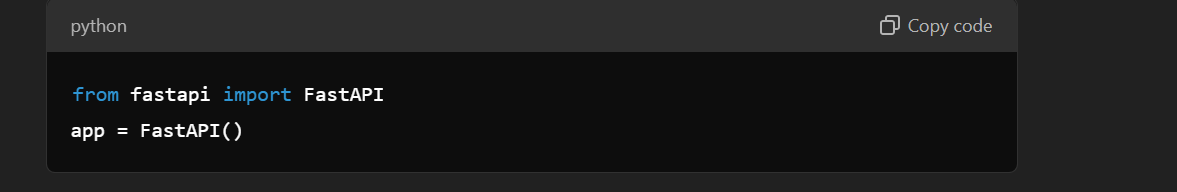 python
Copy code
from fastapi import FastAPI
app = FastAPI()